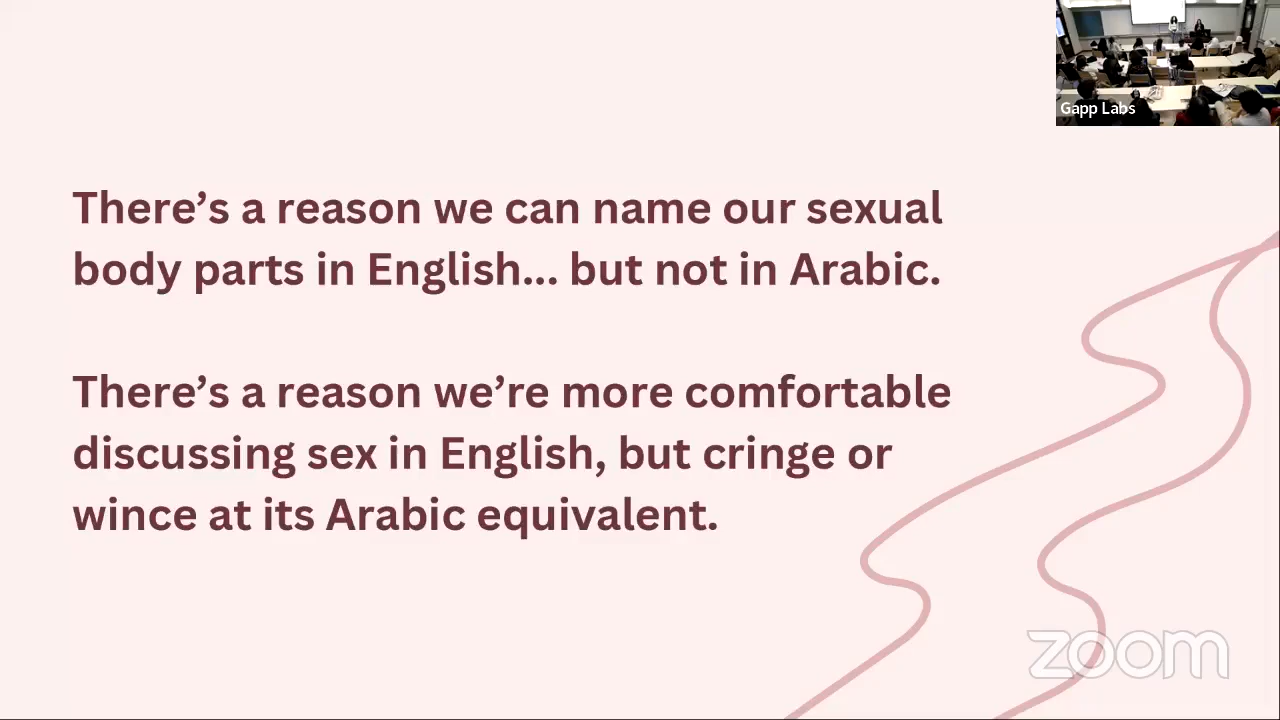 Gapp Labs
There’s a reason we can name our sexual
body parts in English... but not in Arabic.
There’s a reason we’re more comfortable
discussing sex in English, but cringe or
wince at its Arabic equivalent.
zoom